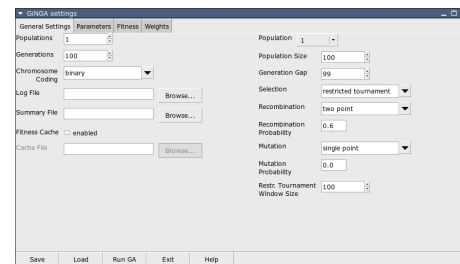 GINGA settings
General Settings Parameters Fitness Weights
Populations 1
Generations 100
Chromosome Coding binary
Log File Browse...
Summary File Browse...
Fitness Cache enabled
Cache File Browse...
Population 1
Population Size 100
Generation Gap 99
Selection restricted tournament
Recombination two point
Recombination Probability 0.6
Mutation single point
Mutation Probability 0.0
Restr. Tournament Window Size 100
Save Load Run GA Exit Help